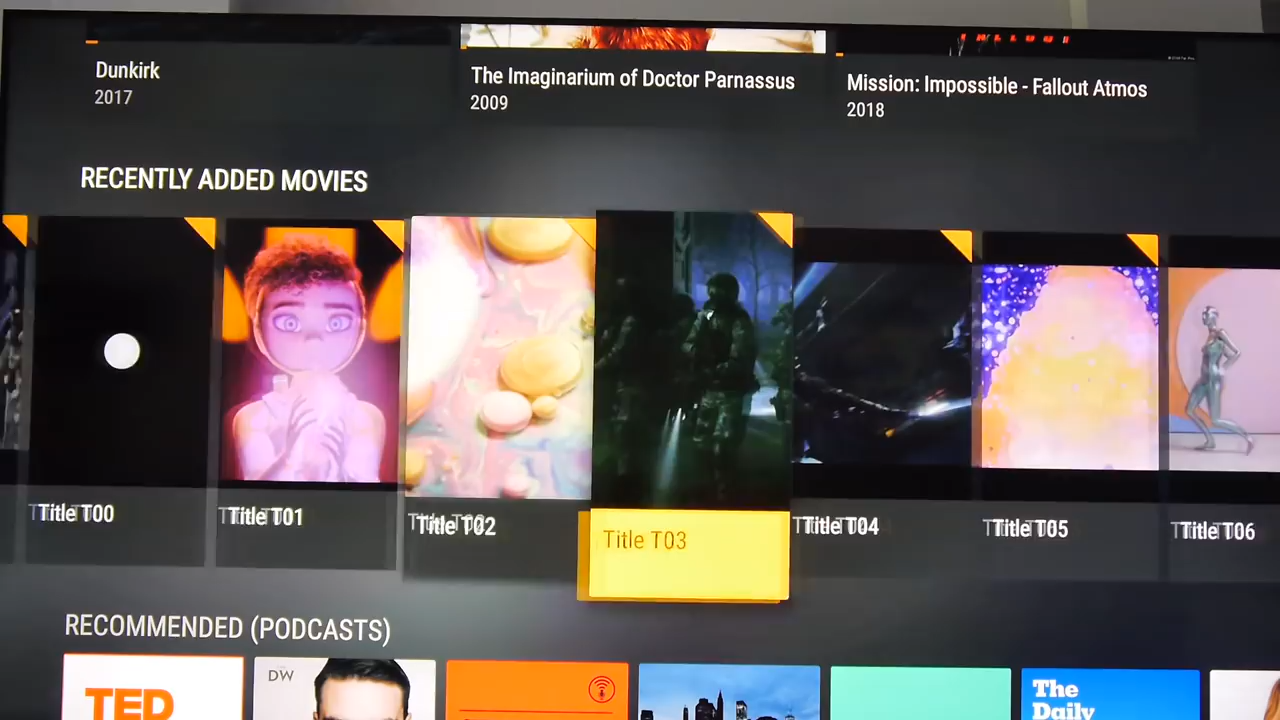 Dunkirk
2017
The Imaginarium of Doctor Parnassus
2009
FALLOUT
Mission: Impossible - Fallout Atmos
2018
RECENTLY ADDED MOVIES
Title T00
Title T01
Title T02
Title T03
Title T04
Title T05
Title T06
RECOMMENDED (PODCASTS)
TED
DW
The
Daily